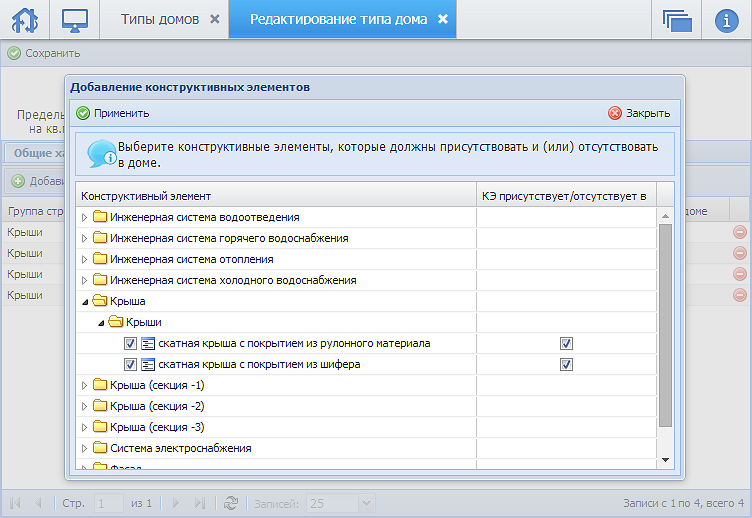 Типы домов
Редактирование типа дома
Сохранить
Добавление конструктивных элементов
Применить
Закрыть
Выберите конструктивные элементы, которые должны присутствовать и (или) отсутствовать
в доме.
на кв.
Общие ха
Группа стр
доме
Крыши
Крыши
Крыши
Крыши
Конструктивный элемент
КЭ присутствует/отсутствует в
Инженерная система водоотведения
Инженерная система горячего водоснабжения
Инженерная система отопления
Инженерная система холодного водоснабжения
Крыша
Крыши
скатная крыша с покрытием из рулонного материала
скатная крыша с покрытием из шифера
Крыша (секция -1)
Крыша (секция -2)
Крыша (секция -3)
Система электроснабжения
Фасад
Стр. 1 из 1
Записей: 25
Записи с 1 по 4, всего 4